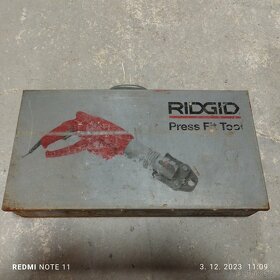 RIDGID
Press Fit Tool
REDMI NOTE 11
3. 12. 2023 11:09